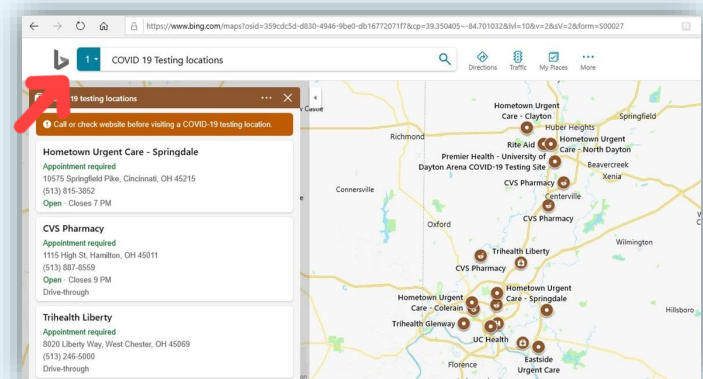 https://www.bing.com/maps?osid=359cdc5d-d830-4946-9be0-db16772071f7&cp=39.350405~-84.701032&lvl=10&v=2&sV=2&form=S00027
1
COVID 19 Testing locations
Directions
Traffic
My Places
More
19 testing locations
Call or check website before visiting a COVID-19 testing location.
Hometown Urgent Care - Springdale
Appointment required
10575 Springfield Pike, Cincinnati, OH 45215
(513) 815-3852
Open · Closes 7 PM
CVS Pharmacy
Appointment required
1115 High St, Hamilton, OH 45011
(513) 887-8559
Open · Closes 9 PM
Drive-through
Trihealth Liberty
Appointment required
8020 Liberty Way, West Chester, OH 45069
(513) 246-5000
Drive-through
Hometown Urgent
Care - Clayton
Springfield
Huber Heights
Richmond
Rite Aid
Hometown Urgent
Care - North Dayton
Premier Health - University of
Dayton Arena COVID-19 Testing Site
Beavercreek
Xenia
CVS Pharmacy
Connersville
Centerville
CVS Pharmacy
Oxford
Wilmington
Trihealth Liberty
CVS Pharmacy
Hometown Urgent
Care - Springdale
Hometown Urgent
Care - Colerain
Hillsboro
Trihealth Glenway
UC Health
Eastside
Urgent Care
Florence